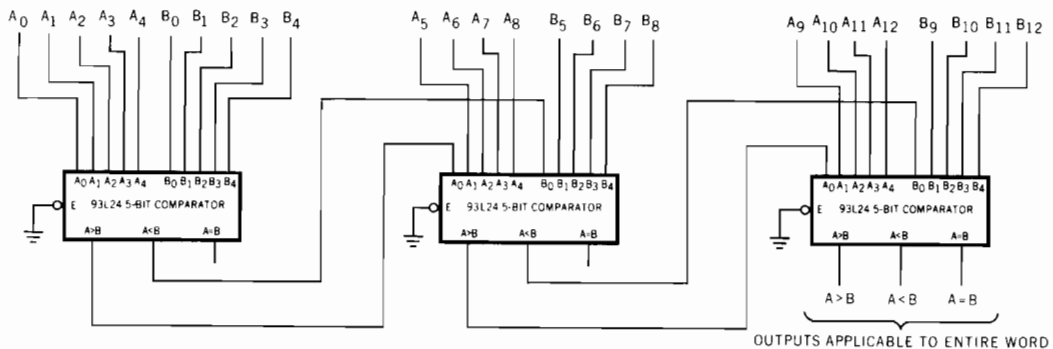 A0 A1 A2 A3 A4 B0 B1 B2 B3 B4
A5 A6 A7 A8 B5 B6 B7 B8
A9 A10 A11 A12 B9 B10 B11 B12
A0 A1 A2 A3 A4 B0 B1 B2 B3 B4
E 93L24 5-BIT COMPARATOR
A>B A<B A=B
A0 A1 A2 A3 A4 B0 B1 B2 B3 B4
E 93L24 5-BIT COMPARATOR
A>B A<B A=B
A0 A1 A2 A3 A4 B0 B1 B2 B3 B4
E 93L24 5-BIT COMPARATOR
A>B A<B A=B
A>B A<B A=B
OUTPUTS APPLICABLE TO ENTIRE WORD